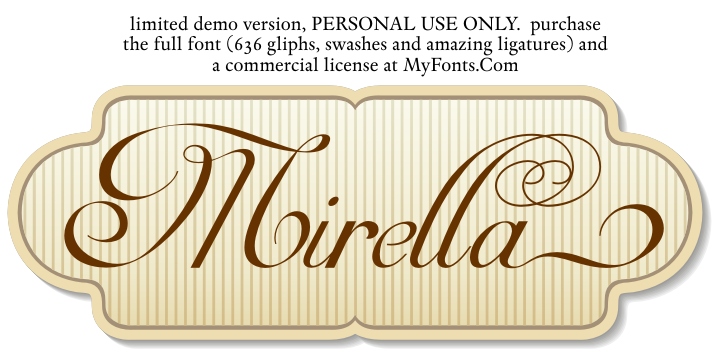 limited demo version, PERSONAL USE ONLY.  purchase
the full font (636 gliphs, swashes and amazing ligatures) and
a commercial license at MyFonts.Com
Mirella